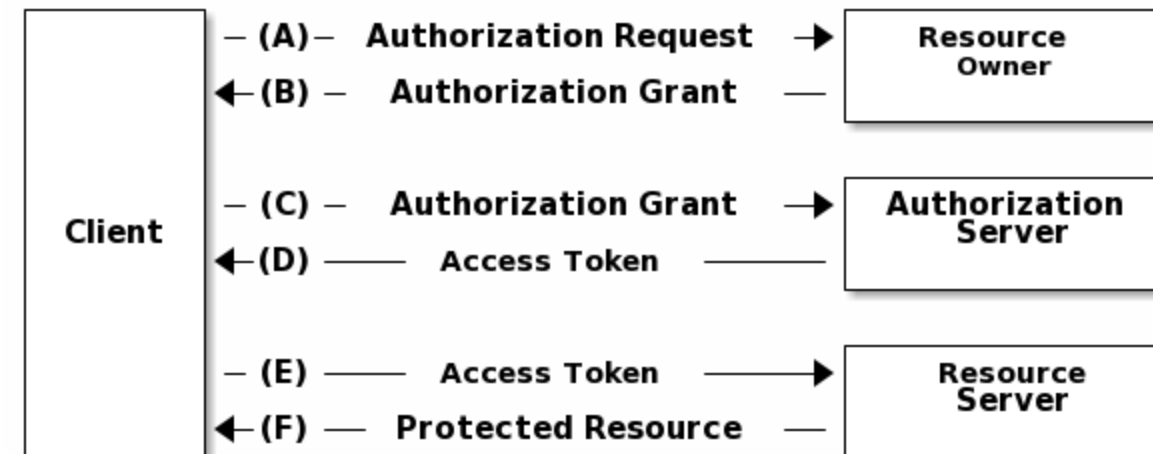 (A) Authorization Request
Resource
Owner
(B) Authorization Grant
(C) Authorization Grant
Authorization
Server
Client
(D) Access Token
(E) Access Token
Resource
Server
(F) Protected Resource